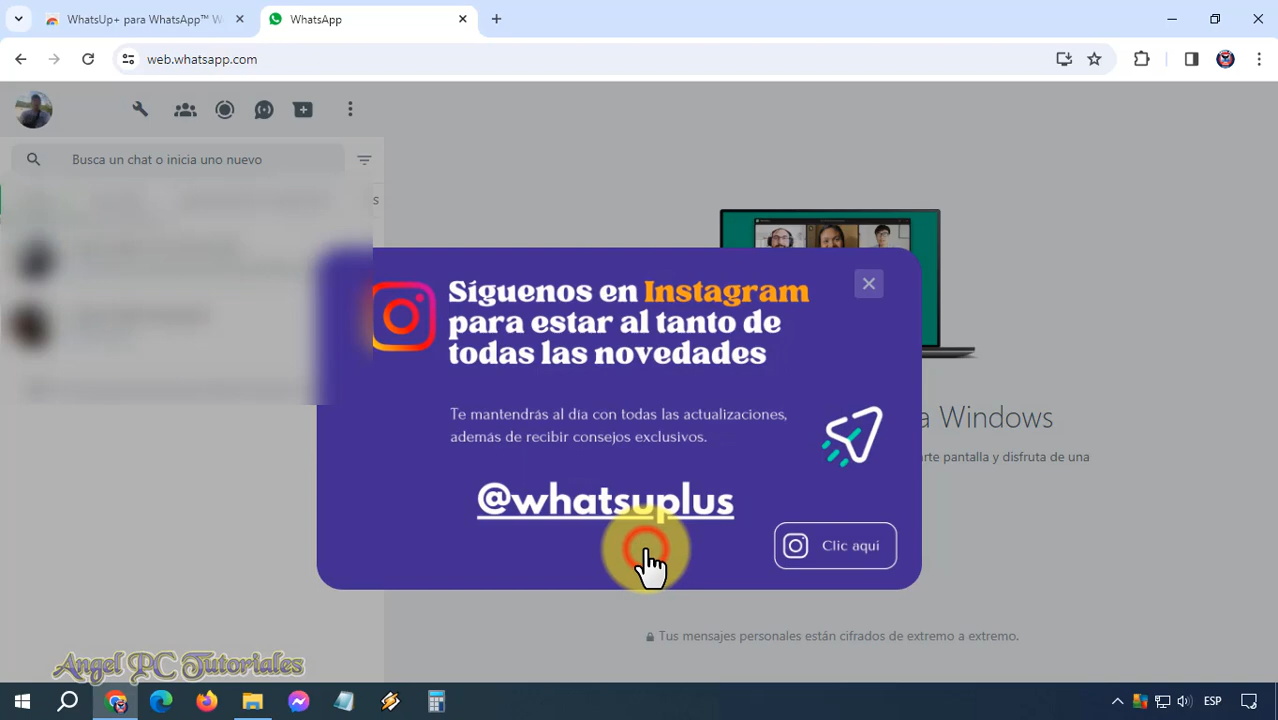 WhatsUp+ para WhatsApp™ W
WhatsApp
web.whatsapp.com
Busca un chat o inicia uno nuevo
s
Síguenos en Instagram
para estar al tanto de
todas las novedades
Te mantendrás al día con todas las actualizaciones,
además de recibir consejos exclusivos.
a Windows
arte pantalla y disfruta de una
@whatsuplus
Clic aquí
Tus mensajes personales están cifrados de extremo a extremo.
Angel PC Tutoriales
ESP